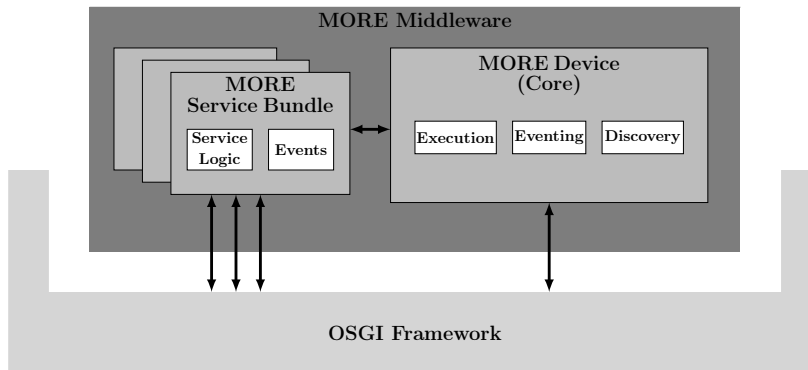 MORE Middleware
MORE
Service Bundle
Service
Logic
Events
MORE Device
(Core)
Execution
Eventing
Discovery
OSGI Framework